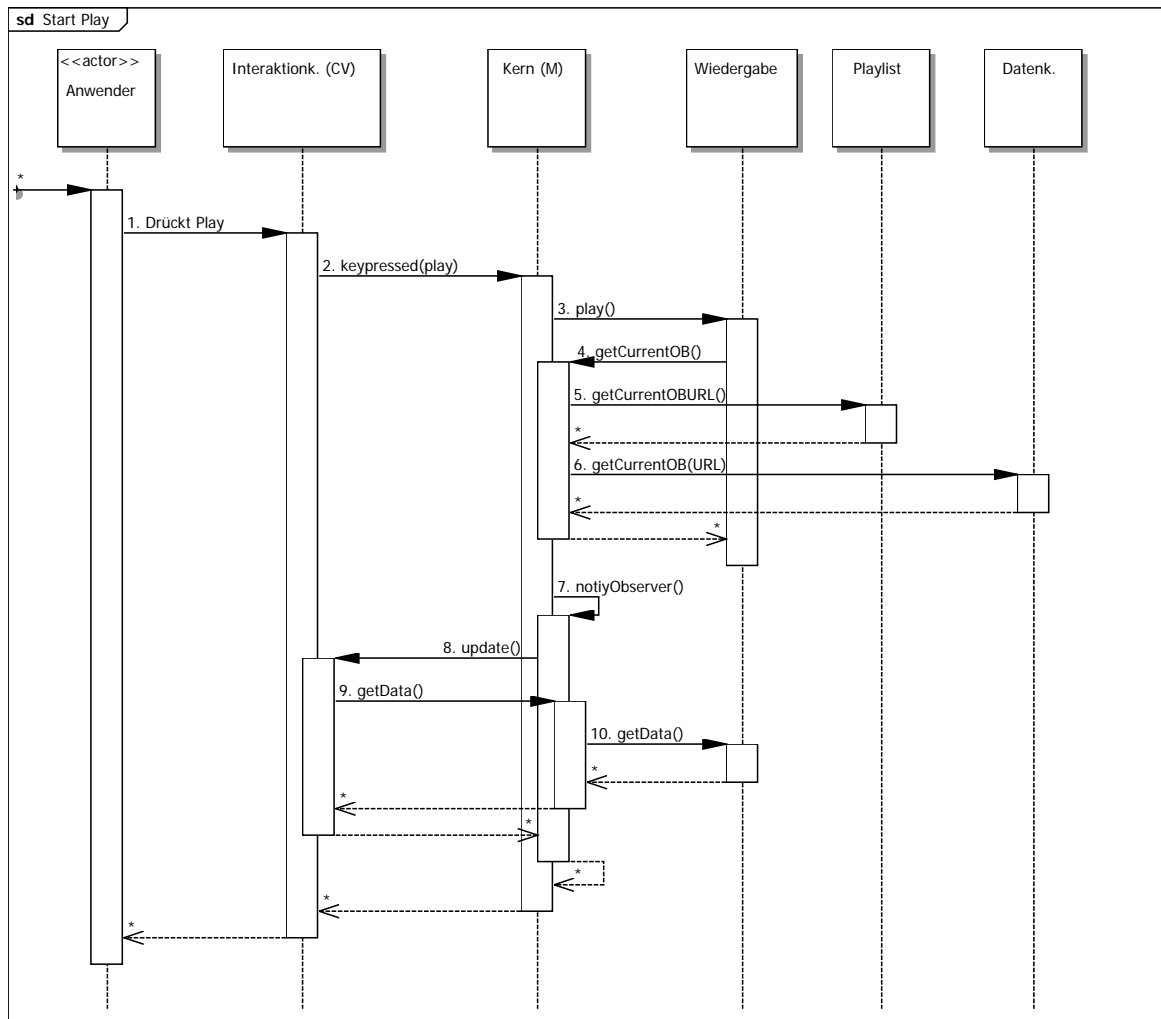 sd Start Play
<<actor>>
Anwender
Interaktionk. (CV)
Kern (M)
Wiedergabe
Playlist
Datenk.
*
1. Drückt Play
2. keypressed(play)
3. play()
4. getCurrentOB()
5. getCurrentOBURL()
*
6. getCurrentOB(URL)
*
*
7. notiyObserver()
8. update()
9. getData()
10. getData()
*
*
*
*
*
*